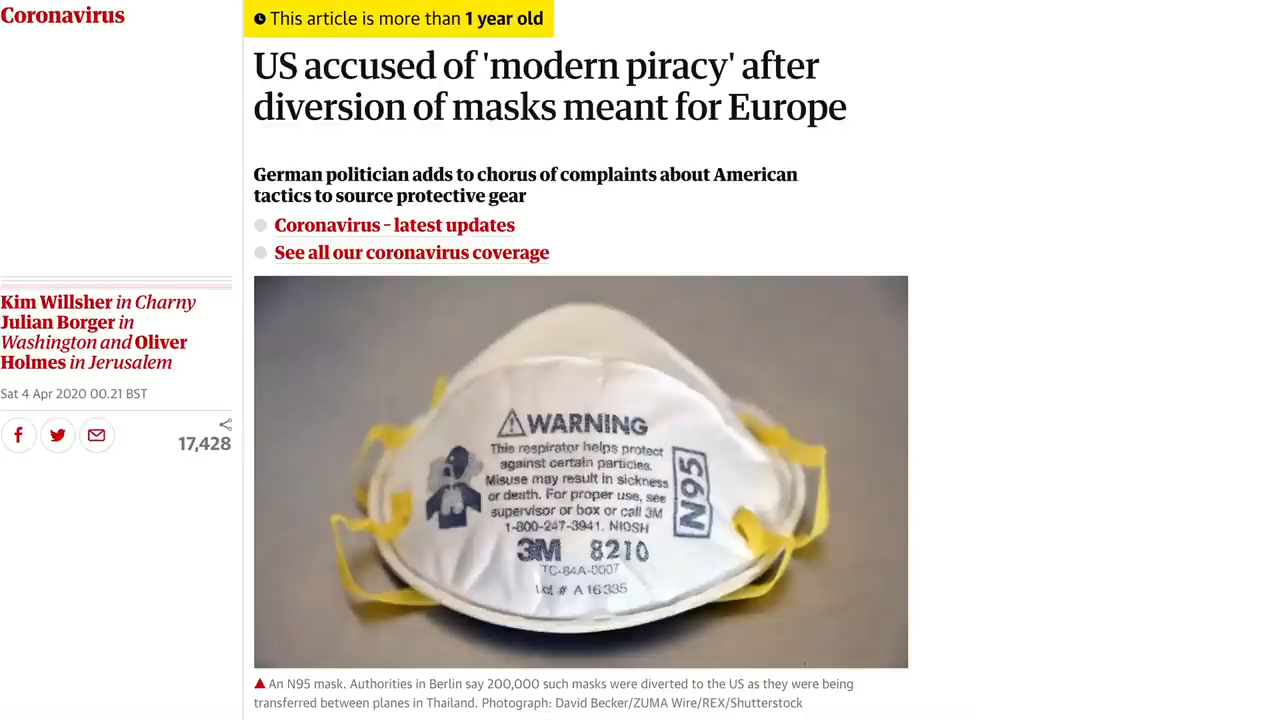 Coronavirus
This article is more than 1 year old
US accused of 'modern piracy' after
diversion of masks meant for Europe
German politician adds to chorus of complaints about American
tactics to source protective gear
Coronavirus – latest updates
See all our coronavirus coverage
Kim Willsher in Charny
Julian Borger in
Washington and Oliver
Holmes in Jerusalem
Sat 4 Apr 2020 00.21 BST
17,428
WARNING
This respirator helps protect
against certain particles.
Misuse may result in sickness
or death. For proper use, see
supervisor or box or call 3M
1-800-247-3941. NIOSH
3M 8210
TC-84A-0007
Lot # A16335
N95
An N95 mask. Authorities in Berlin say 200,000 such masks were diverted to the US as they were being
transferred between planes in Thailand. Photograph: David Becker/ZUMA Wire/REX/Shutterstock